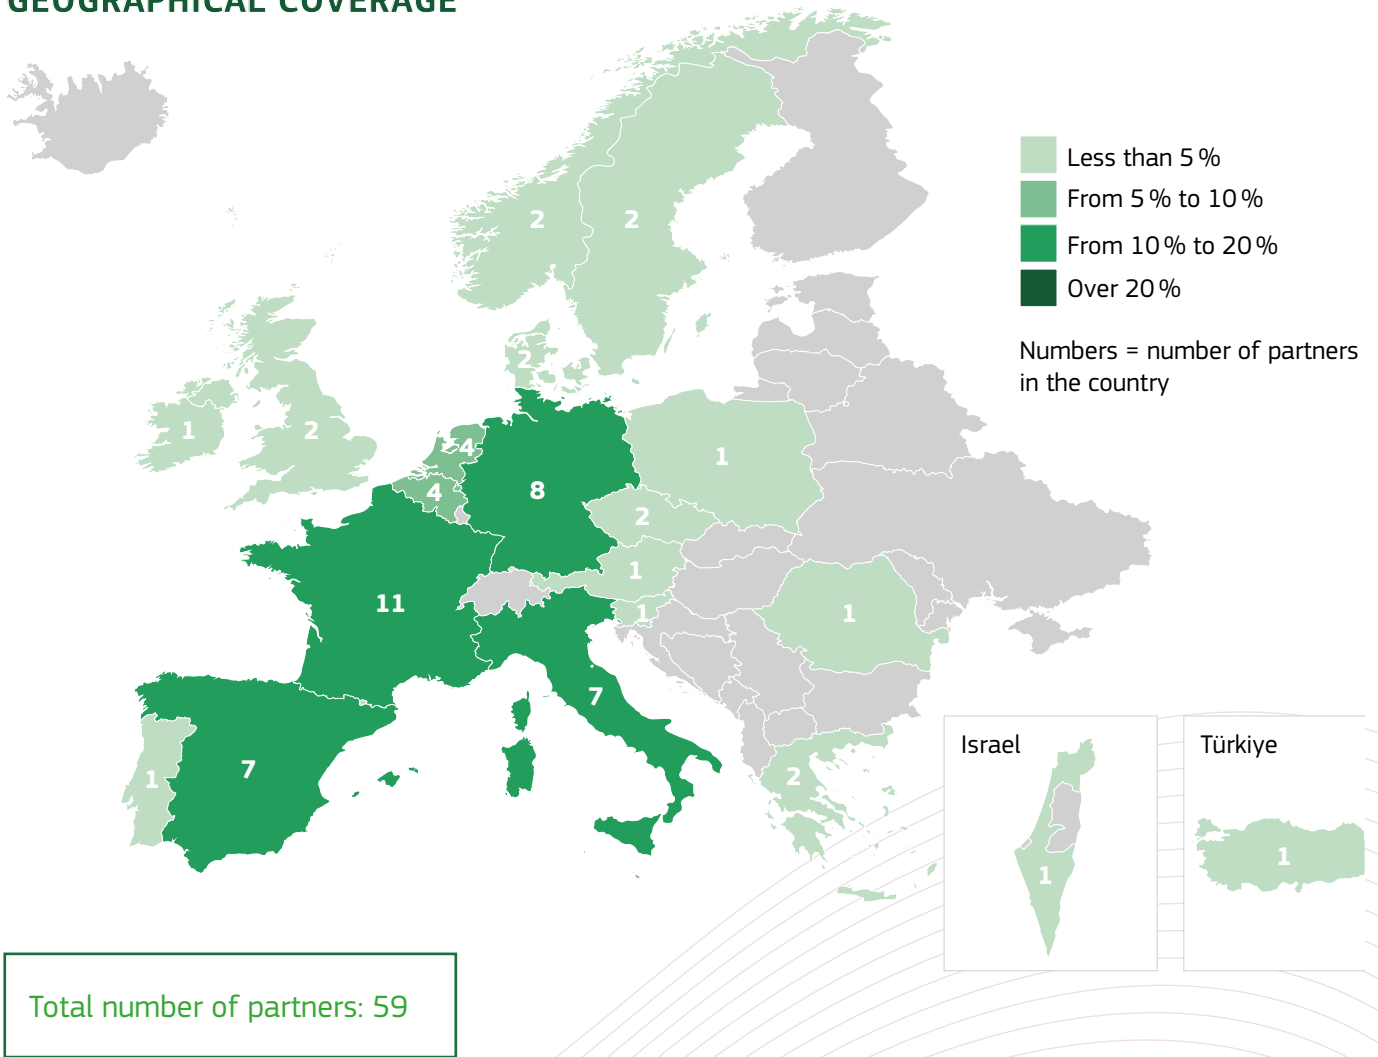 GEOGRAPHICAL COVERAGE
Less than 5 %
From 5 % to 10 %
From 10 % to 20 %
Over 20 %
Numbers = number of partners
in the country
2
2
2
1
2
4
4
8
1
2
1
1
11
1
7
1
7
2
Israel
1
Türkiye
1
Total number of partners: 59